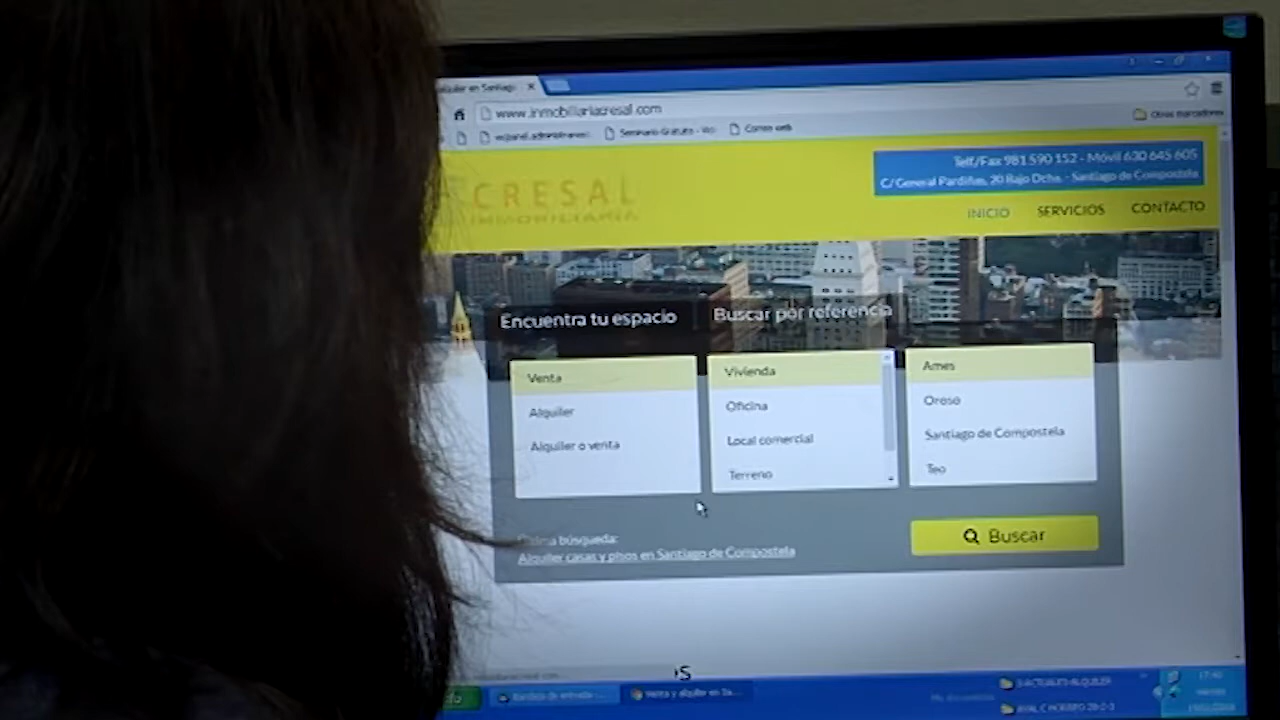 www.inmobiliariacresal.com
Otros marcadores
Seminario Gratuito - Vo
Correo web
Telf./Fax 981 590 152 - Móvil 630 645 605
C/ General Pardiñas, 20 Bajo Dcha. - Santiago de Compostela
CRESAL
INMOBILIARIA
INICIO SERVICIOS CONTACTO
Encuentra tu espacio
Buscar por referencia
Venta
Alquiler
Alquiler o venta
Vivienda
Oficina
Local comercial
Terreno
Ames
Oroso
Santiago de Compostela
Teo
búsqueda:
Alquiler casas y pisos en Santiago de Compostela
Buscar